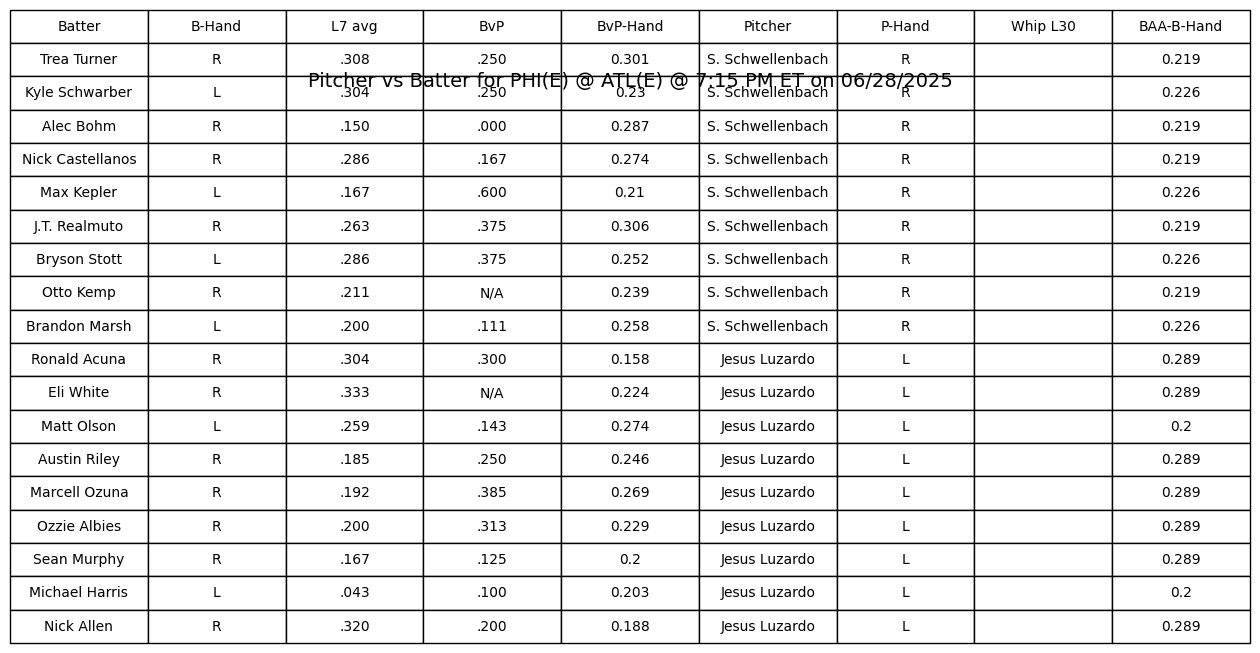 Batter B-Hand L7 avg BvP BvP-Hand Pitcher P-Hand Whip L30 BAA-B-Hand
Trea Turner R .308 .250 0.301 S. Schwellenbach R 0.219
Pitcher vs Batter for PHI(E) @ ATL(E) @ 7:15 PM ET on 06/28/2025
Kyle Schwarber L .304 .250 0.23 S. Schwellenbach R 0.226
Alec Bohm R .150 .000 0.287 S. Schwellenbach R 0.219
Nick Castellanos R .286 .167 0.274 S. Schwellenbach R 0.219
Max Kepler L .167 .600 0.21 S. Schwellenbach R 0.226
J.T. Realmuto R .263 .375 0.306 S. Schwellenbach R 0.219
Bryson Stott L .286 .375 0.252 S. Schwellenbach R 0.226
Otto Kemp R .211 N/A 0.239 S. Schwellenbach R 0.219
Brandon Marsh L .200 .111 0.258 S. Schwellenbach R 0.226
Ronald Acuna R .304 .300 0.158 Jesus Luzardo L 0.289
Eli White R .333 N/A 0.224 Jesus Luzardo L 0.289
Matt Olson L .259 .143 0.274 Jesus Luzardo L 0.2
Austin Riley R .185 .250 0.246 Jesus Luzardo L 0.289
Marcell Ozuna R .192 .385 0.269 Jesus Luzardo L 0.289
Ozzie Albies R .200 .313 0.229 Jesus Luzardo L 0.289
Sean Murphy R .167 .125 0.2 Jesus Luzardo L 0.289
Michael Harris L .043 .100 0.203 Jesus Luzardo L 0.2
Nick Allen R .320 .200 0.188 Jesus Luzardo L 0.289